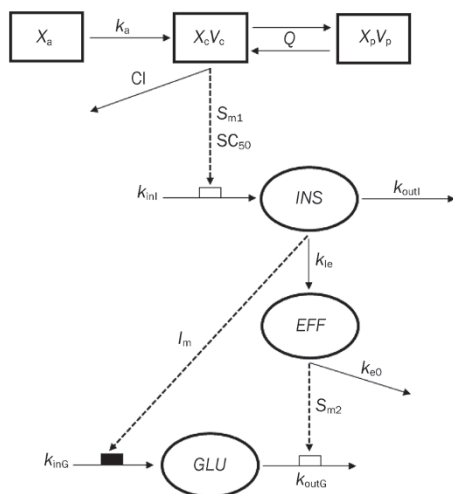 Xa ka XcVc Q XpVp
Cl
Sm1
SC50
kinI INS koutI
kIe
Im
EFF
ke0
Sm2
kinG GLU koutG